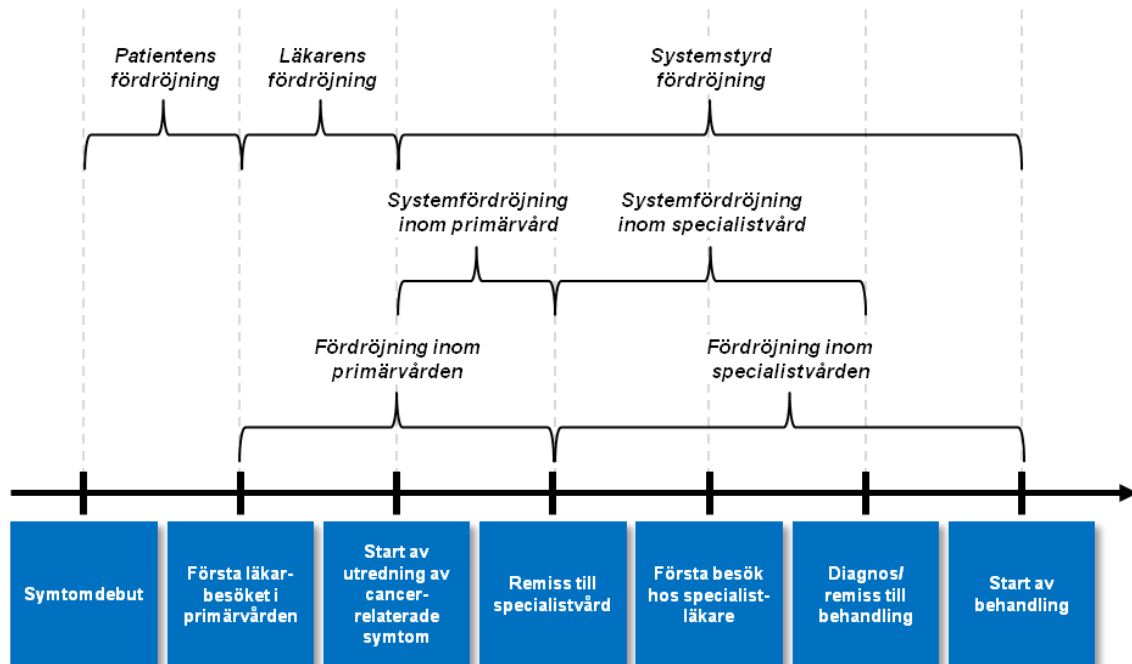 Patientens
fördröjning
Läkarens
fördröjning
Systemstyrd
fördröjning
Systemfördröjning
inom primärvård
Systemfördröjning
inom specialistvård
Fördröjning inom
primärvården
Fördröjning inom
specialistvården
Symtomdebut
Första läkar-
besöket i
primärvården
Start av
utredning av
cancer-
relaterade
symtom
Remiss till
specialistvård
Första besök
hos specialist-
läkare
Diagnos/
remiss till
behandling
Start av
behandling